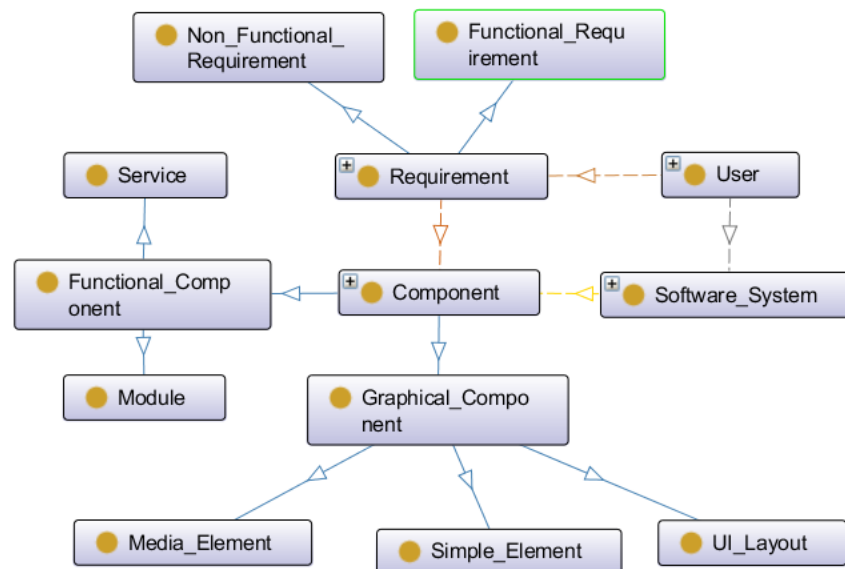 Non_Functional_
Requirement
Functional_Requ
irement
Service
Requirement
User
Functional_Comp
onent
Component
Software_System
Module
Graphical_Compo
nent
Media_Element
Simple_Element
UI_Layout